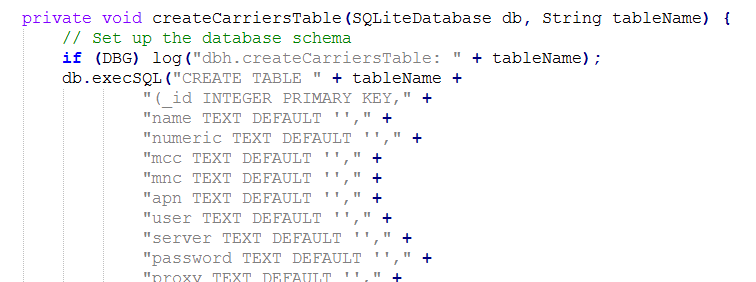 private void createCarriersTable(SQLiteDatabase db, String tableName) {
// Set up the database schema
if (DBG) log("dbh.createCarriersTable: " + tableName);
db.execSQL("CREATE TABLE " + tableName +
"(_id INTEGER PRIMARY KEY," +
"name TEXT DEFAULT ''," +
"numeric TEXT DEFAULT ''," +
"mcc TEXT DEFAULT ''," +
"mnc TEXT DEFAULT ''," +
"apn TEXT DEFAULT ''," +
"user TEXT DEFAULT ''," +
"server TEXT DEFAULT ''," +
"password TEXT DEFAULT ''," +
"proxy TEXT DEFAULT ''," +